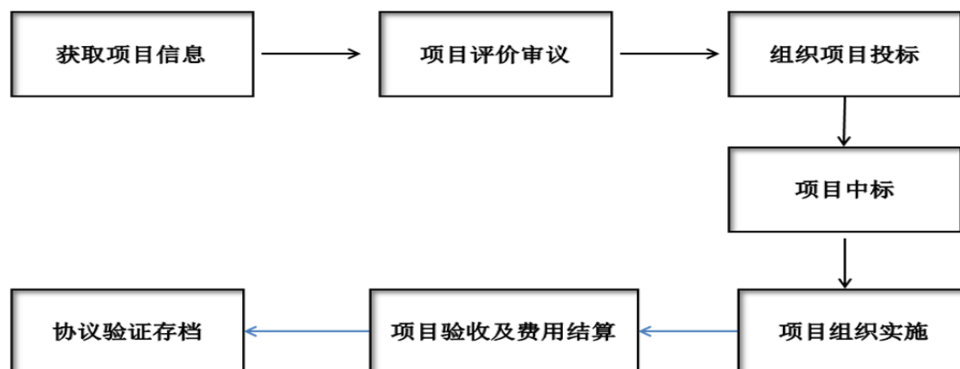 获取项目信息
项目评价审议
组织项目投标
项目中标
项目组织实施
项目验收及费用结算
协议验证存档